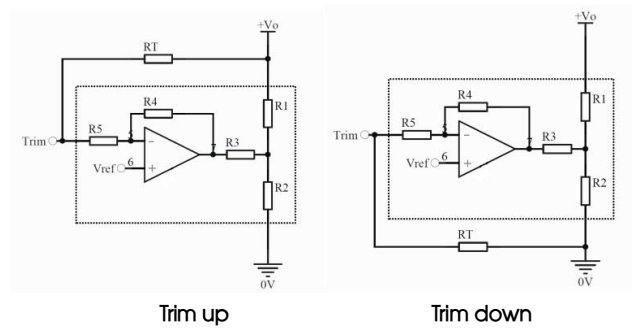 +Vo
RT
R4
R1
R5
5
7
R3
Trim
Vref
6
R2
0V
Trim up
+Vo
R4
R1
R5
5
7
R3
Trim
Vref
6
R2
RT
0V
Trim down